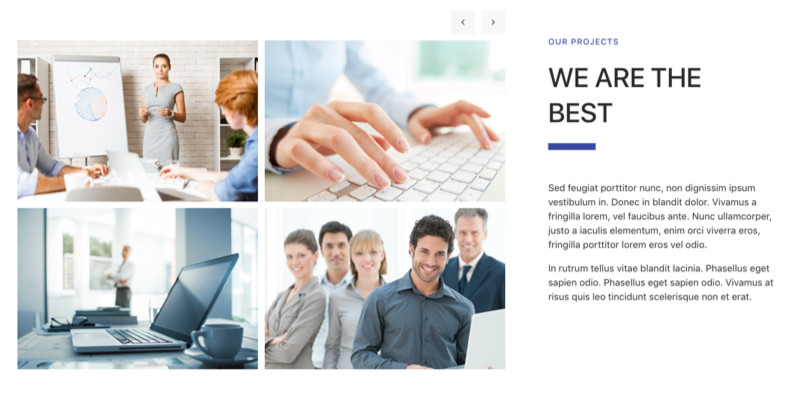 OUR PROJECTS
WE ARE THE
BEST
Sed feugiat porttitor nunc, non dignissim ipsum
vestibulum in. Donec in blandit dolor. Vivamus a
fringilla lorem, vel faucibus ante. Nunc ullamcorper,
justo a iaculis elementum, enim orci viverra eros,
fringilla porttitor lorem eros vel odio.
In rutrum tellus vitae blandit lacinia. Phasellus eget
sapien odio. Phasellus eget sapien odio. Vivamus at
risus quis leo tincidunt scelerisque non et erat.